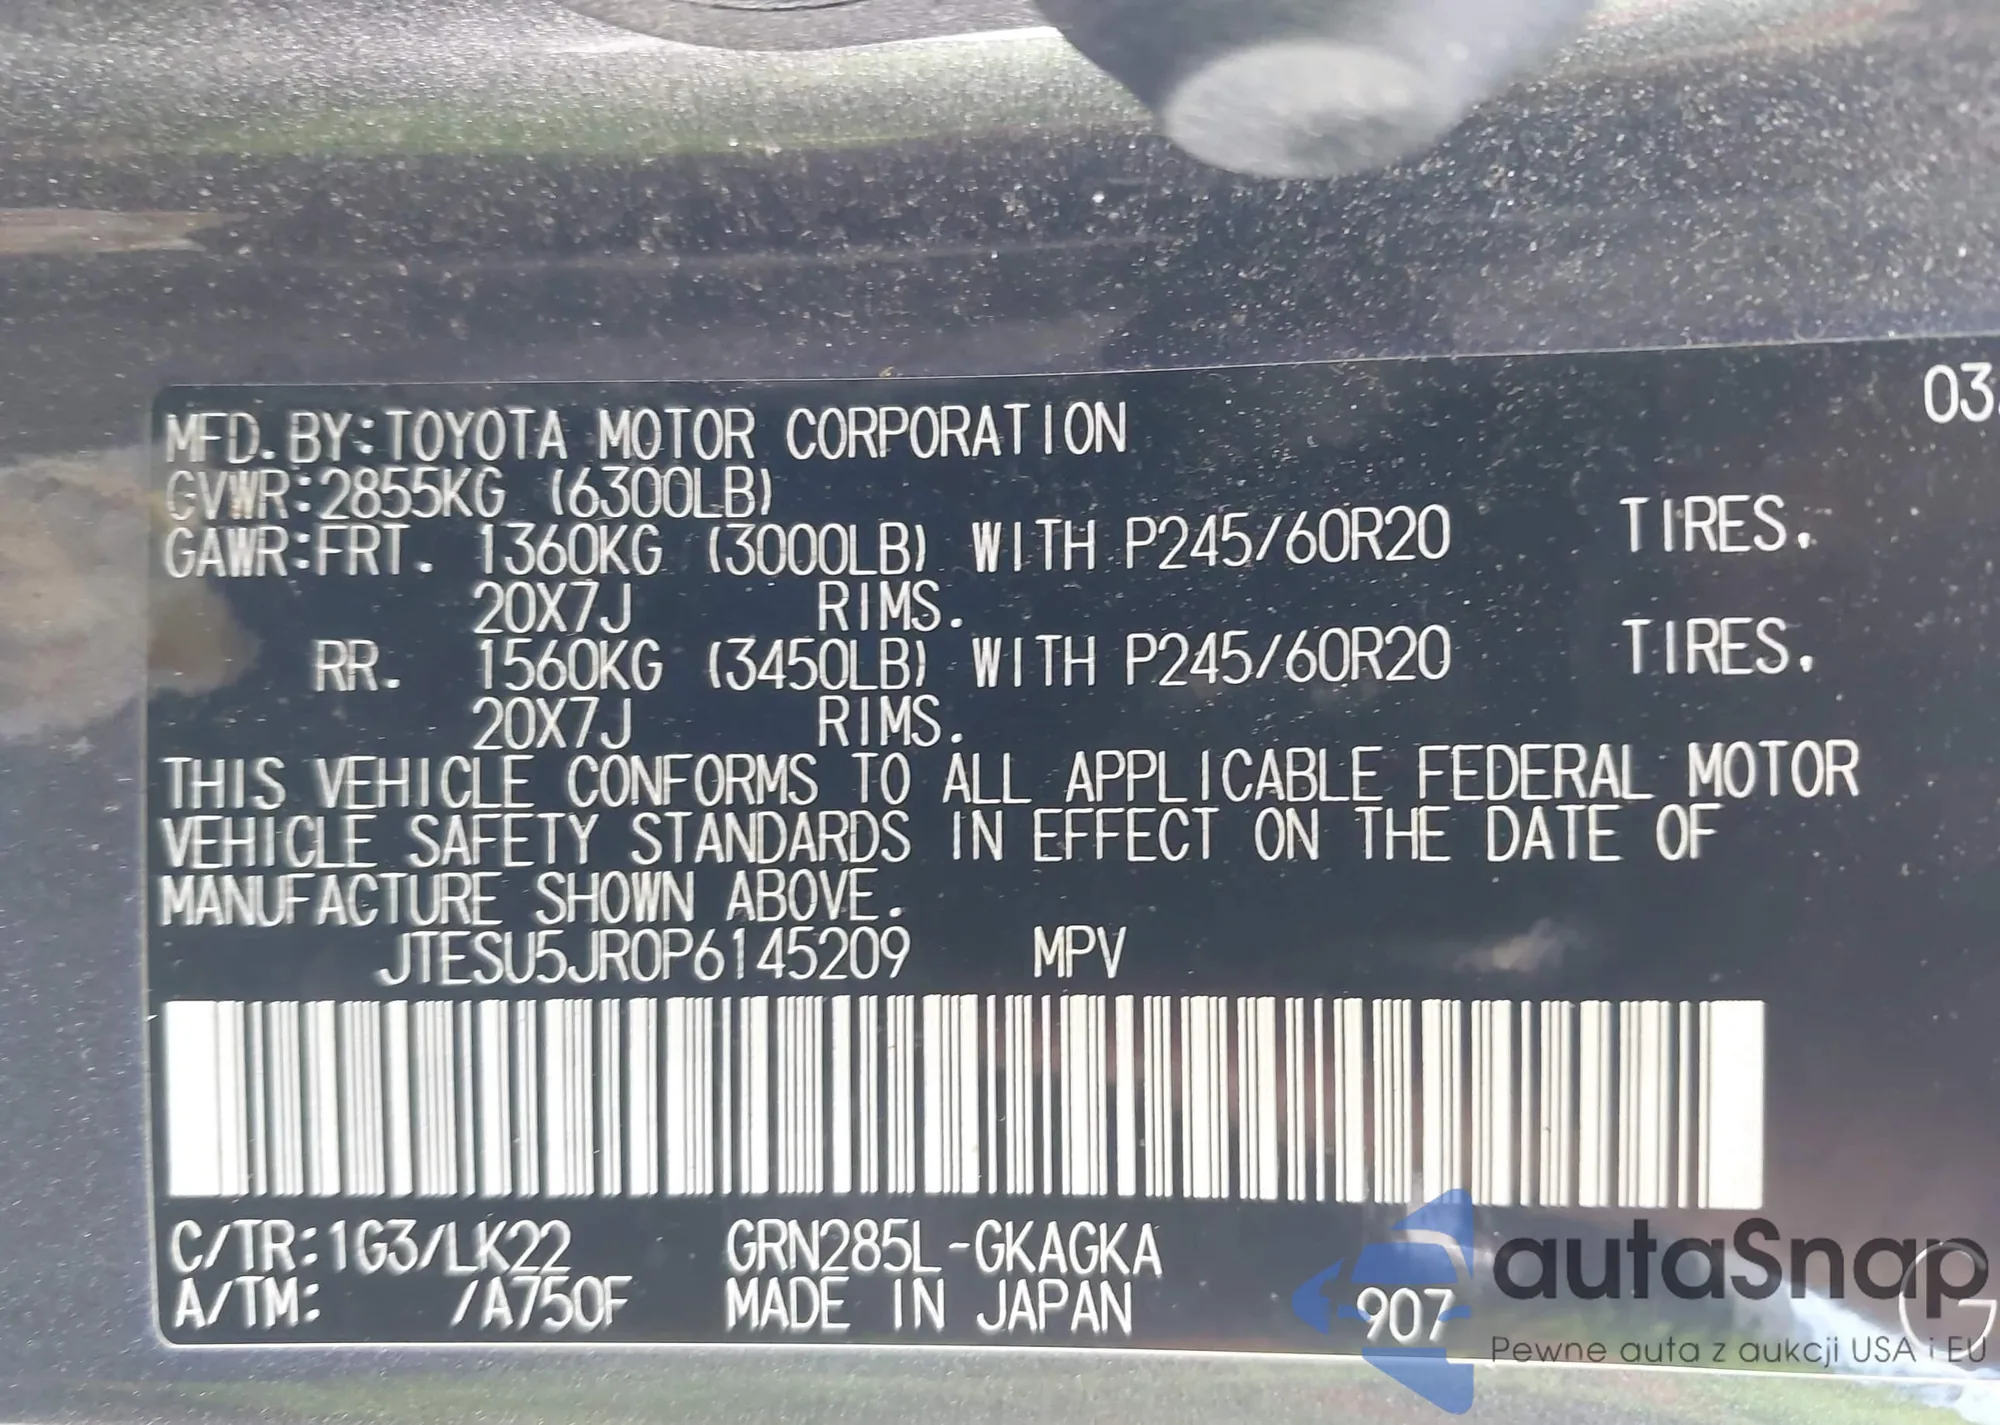 03
MFD.BY:TOYOTA MOTOR CORPORATION
GVWR:2855KG (6300LB)
GAWR:FRT. 1360KG (3000LB) WITH P245/60R20 TIRES.
20X7J RIMS.
RR. 1560KG (3450LB) WITH P245/60R20 TIRES.
20X7J RIMS.
THIS VEHICLE CONFORMS TO ALL APPLICABLE FEDERAL MOTOR
VEHICLE SAFETY STANDARDS IN EFFECT ON THE DATE OF
MANUFACTURE SHOWN ABOVE.
JTESU5JR0P6145209 MPV
C/TR:1G3/LK22 GRN285L-GKAGKA
A/TM: /A750F MADE IN JAPAN 907
autaSnap
Pewne auta z aukcji USA i EU